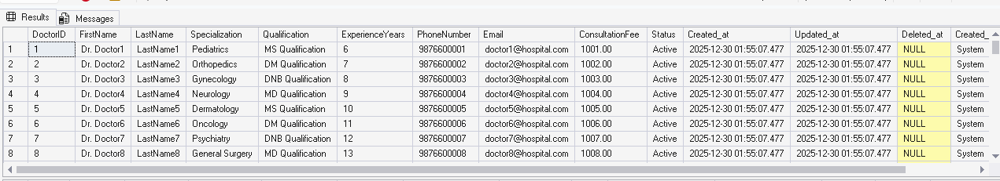 Results Messages
DoctorID FirstName LastName Specialization Qualification ExperienceYears PhoneNumber Email ConsultationFee Status Created_at Updated_at Deleted_at Created_
1 1 Dr. Doctor1 LastName1 Pediatrics MS Qualification 6 9876600001 doctor1@hospital.com 1001.00 Active 2025-12-30 01:55:07.477 2025-12-30 01:55:07.477 NULL System
2 2 Dr. Doctor2 LastName2 Orthopedics DM Qualification 7 9876600002 doctor2@hospital.com 1002.00 Active 2025-12-30 01:55:07.477 2025-12-30 01:55:07.477 NULL System
3 3 Dr. Doctor3 LastName3 Gynecology DNB Qualification 8 9876600003 doctor3@hospital.com 1003.00 Active 2025-12-30 01:55:07.477 2025-12-30 01:55:07.477 NULL System
4 4 Dr. Doctor4 LastName4 Neurology MD Qualification 9 9876600004 doctor4@hospital.com 1004.00 Active 2025-12-30 01:55:07.477 2025-12-30 01:55:07.477 NULL System
5 5 Dr. Doctor5 LastName5 Dermatology MS Qualification 10 9876600005 doctor5@hospital.com 1005.00 Active 2025-12-30 01:55:07.477 2025-12-30 01:55:07.477 NULL System
6 6 Dr. Doctor6 LastName6 Oncology DM Qualification 11 9876600006 doctor6@hospital.com 1006.00 Active 2025-12-30 01:55:07.477 2025-12-30 01:55:07.477 NULL System
7 7 Dr. Doctor7 LastName7 Psychiatry DNB Qualification 12 9876600007 doctor7@hospital.com 1007.00 Active 2025-12-30 01:55:07.477 2025-12-30 01:55:07.477 NULL System
8 8 Dr. Doctor8 LastName8 General Surgery MD Qualification 13 9876600008 doctor8@hospital.com 1008.00 Active 2025-12-30 01:55:07.477 2025-12-30 01:55:07.477 NULL System